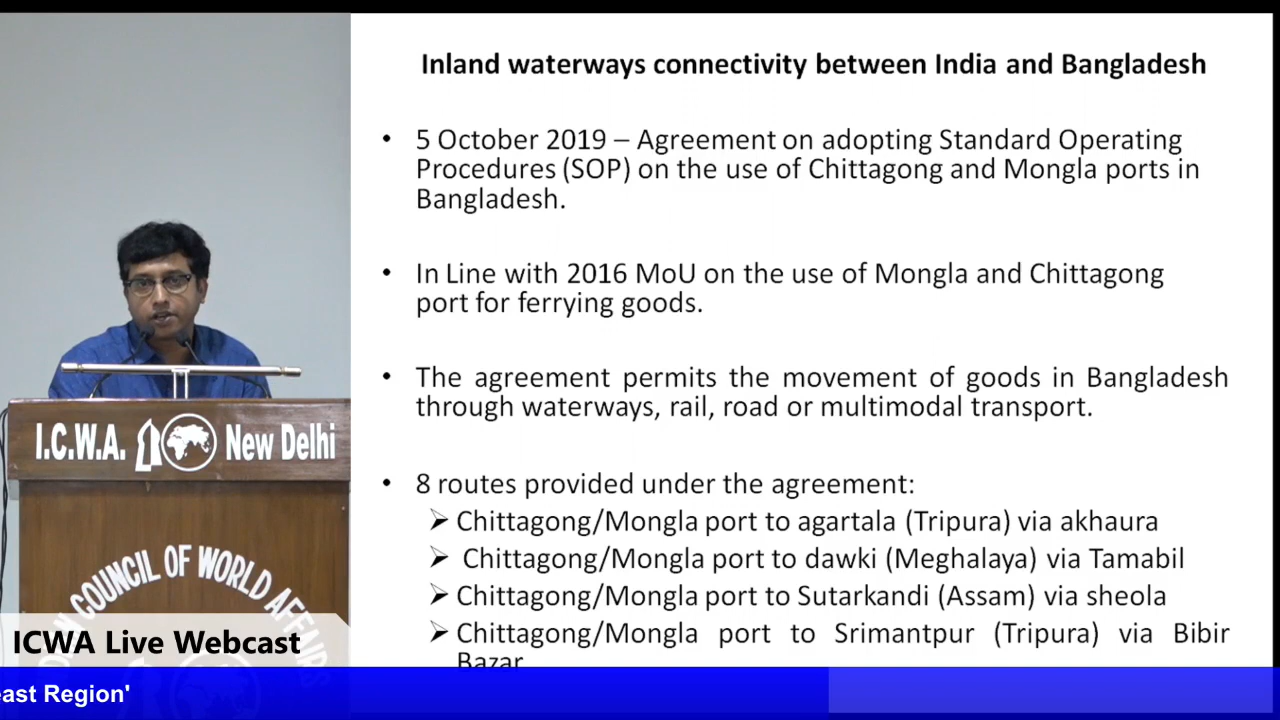 Inland waterways connectivity between India and Bangladesh
• 5 October 2019 – Agreement on adopting Standard Operating
Procedures (SOP) on the use of Chittagong and Mongla ports in
Bangladesh.
• In Line with 2016 MoU on the use of Mongla and Chittagong
port for ferrying goods.
• The agreement permits the movement of goods in Bangladesh
through waterways, rail, road or multimodal transport.
• 8 routes provided under the agreement:
➢ Chittagong/Mongla port to agartala (Tripura) via akhaura
➢ Chittagong/Mongla port to dawki (Meghalaya) via Tamabil
➢ Chittagong/Mongla port to Sutarkandi (Assam) via sheola
➢ Chittagong/Mongla port to Srimantpur (Tripura) via Bibir
Bazar
I.C.W.A. New Delhi
COUNCIL OF WORLD AFFAIRS
ICWA Live Webcast
east Region'